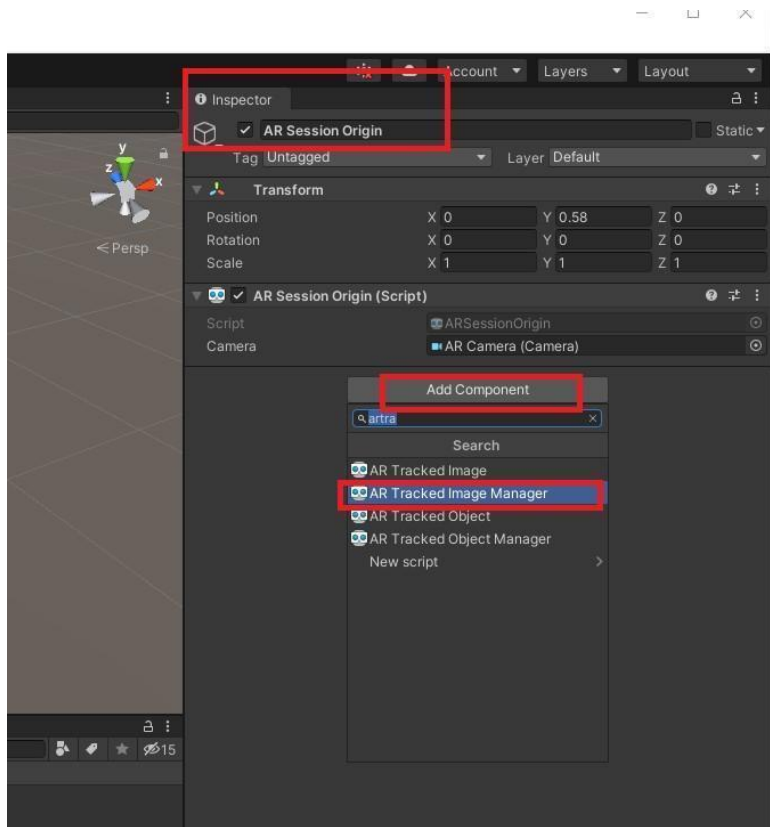 Account Layers Layout
Inspector
AR Session Origin Static
Tag Untagged Layer Default
y
z
x
Persp
Transform
Position X 0 Y 0.58 Z 0
Rotation X 0 Y 0 Z 0
Scale X 1 Y 1 Z 1
AR Session Origin (Script)
Script ARSessionOrigin
Camera AR Camera (Camera)
Add Component
artra
Search
AR Tracked Image
AR Tracked Image Manager
AR Tracked Object
AR Tracked Object Manager
New script
15